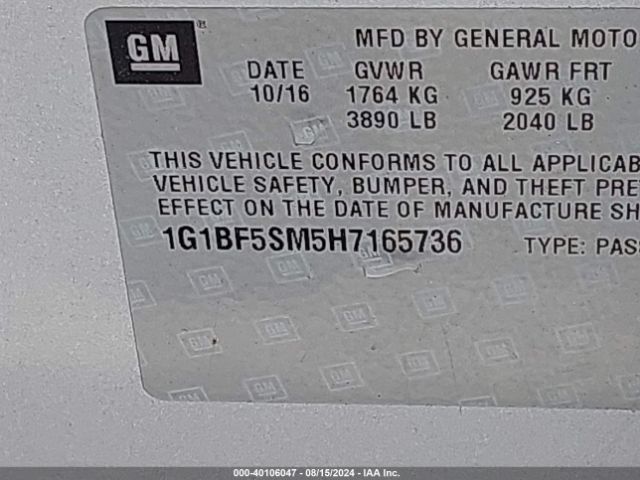 GM
MFD BY GENERAL MOTO
DATE GVWR GAWR FRT
10/16 1764 KG 925 KG
3890 LB 2040 LB
THIS VEHICLE CONFORMS TO ALL APPLICAB
VEHICLE SAFETY, BUMPER, AND THEFT PRE
EFFECT ON THE DATE OF MANUFACTURE SH
1G1BF5SM5H7165736 TYPE: PASS
000-40106047 - 08/15/2024 - IAAI Inc.